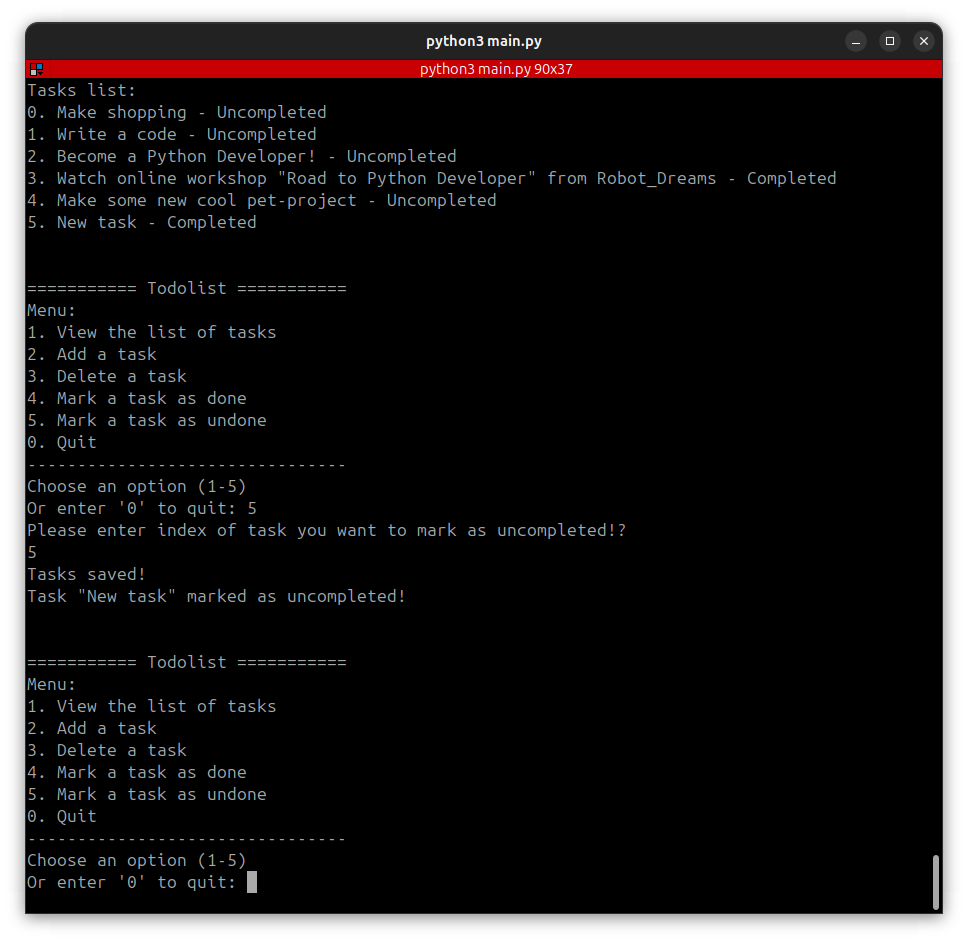 python3 main.py
python3 main.py 90x37
Tasks list:
0. Make shopping - Uncompleted
1. Write a code - Uncompleted
2. Become a Python Developer! - Uncompleted
3. Watch online workshop "Road to Python Developer" from Robot_Dreams - Completed
4. Make some new cool pet-project - Uncompleted
5. New task - Completed
=========== Todolist ===========
Menu:
1. View the list of tasks
2. Add a task
3. Delete a task
4. Mark a task as done
5. Mark a task as undone
0. Quit
--------------------------------
Choose an option (1-5)
Or enter '0' to quit: 5
Please enter index of task you want to mark as uncompleted!?
5
Tasks saved!
Task "New task" marked as uncompleted!
=========== Todolist ===========
Menu:
1. View the list of tasks
2. Add a task
3. Delete a task
4. Mark a task as done
5. Mark a task as undone
0. Quit
--------------------------------
Choose an option (1-5)
Or enter '0' to quit: